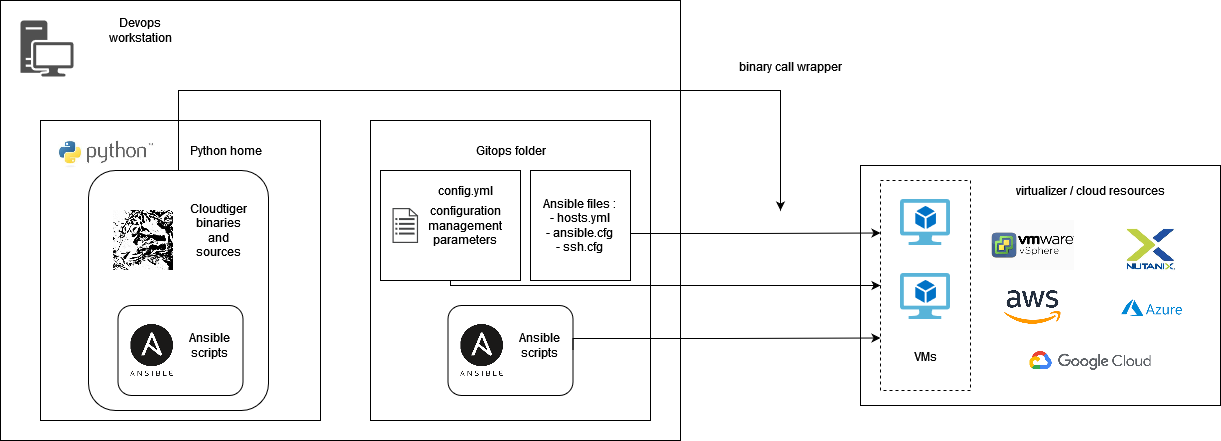 Devops
workstation
binary call wrapper
python™
Python home
Cloudtiger
binaries
and
sources
ANSIBLE
Ansible
scripts
Gitops folder
config.yml
configuration
management
parameters
Ansible files :
- hosts.yml
- ansible.cfg
- ssh.cfg
ANSIBLE
Ansible
scripts
virtualizer / cloud resources
VMs
vmware®
vSphere
NUTANIX.
aws
Azure
Google Cloud